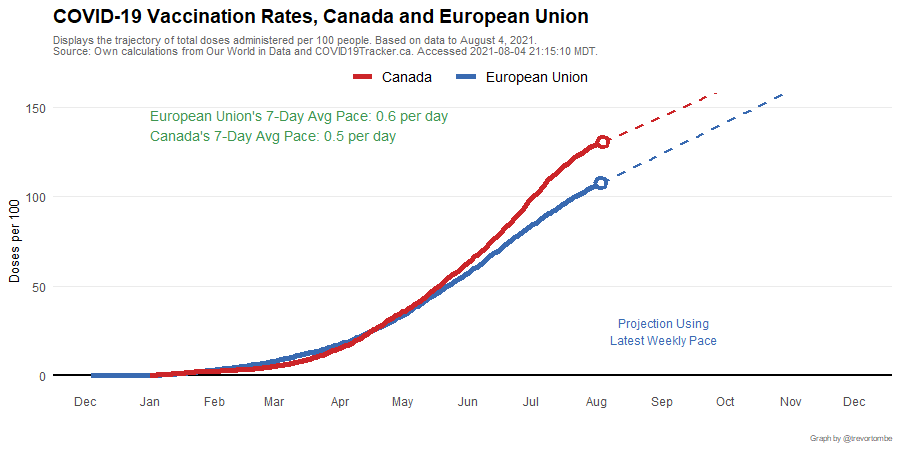 COVID-19 Vaccination Rates, Canada and European Union
Displays the trajectory of total doses administered per 100 people. Based on data to August 4, 2021.
Source: Own calculations from Our World in Data and COVID19Tracker.ca. Accessed 2021-08-04 21:15:10 MDT.
Canada European Union
European Union's 7-Day Avg Pace: 0.6 per day
Canada's 7-Day Avg Pace: 0.5 per day
150
100
50
0
Doses per 100
Projection Using
Latest Weekly Pace
Dec Jan Feb Mar Apr May Jun Jul Aug Sep Oct Nov Dec
Graph by @trevortombe